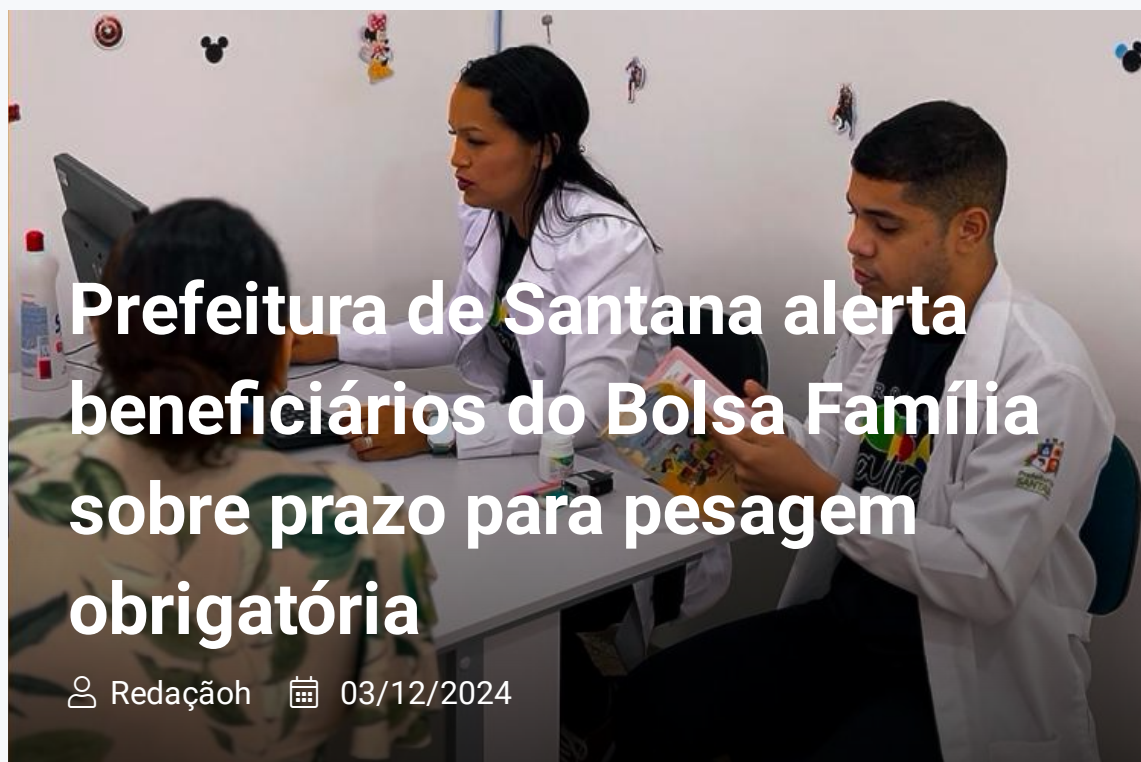 Prefeitura de Santana alerta
beneficiários do Bolsa Família
sobre prazo para pesagem
obrigatória
Redaçãoh 03/12/2024